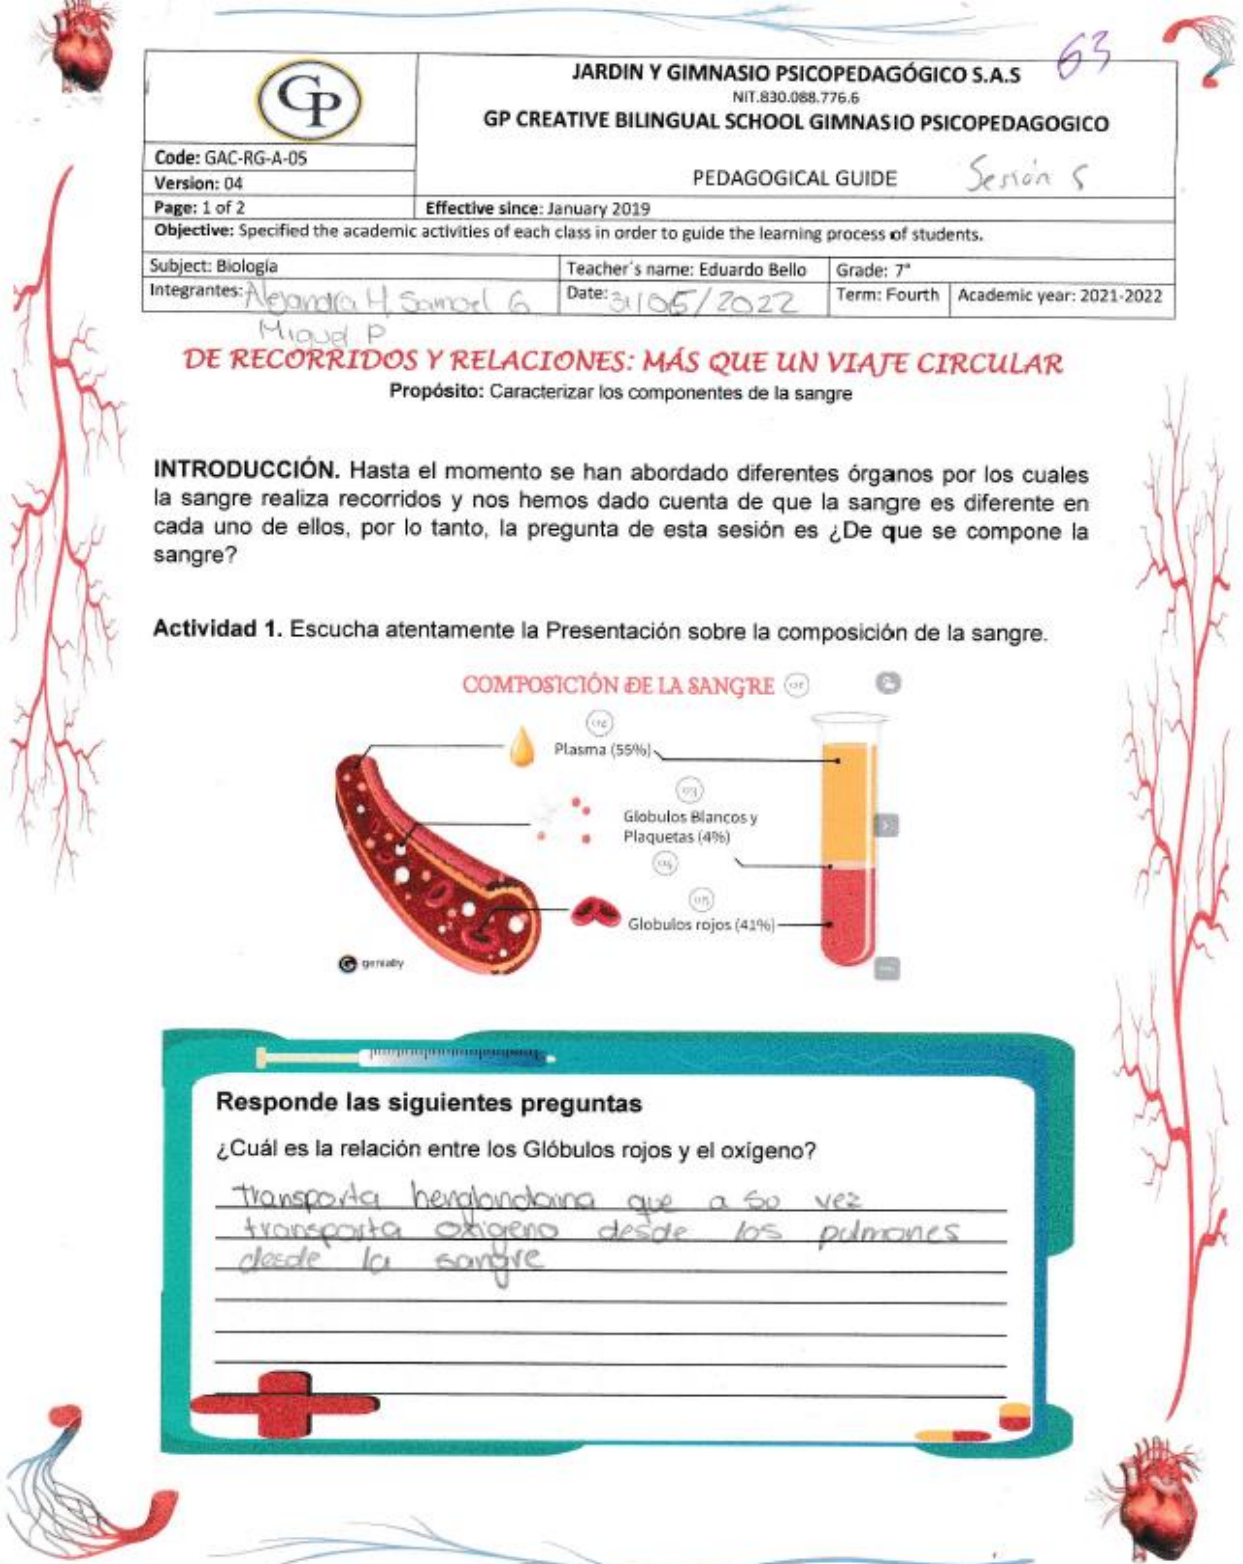 63
GP
JARDIN Y GIMNASIO PSICOPEDAGÓGICO S.A.S
NIT.830.088.776.6
GP CREATIVE BILINGUAL SCHOOL GIMNASIO PSICOPEDAGOGICO
Code: GAC-RG-A-05
Version: 04
PEDAGOGICAL GUIDE Sesión 5
Page: 1 of 2 Effective since: January 2019
Objective: Specified the academic activities of each class in order to guide the learning process of students.
Subject: Biología Teacher´s name: Eduardo Bello Grade: 7°
Integrantes: Alejandra H Samuel G Date: 31/05/2022 Term: Fourth Academic year: 2021-2022
Miguel P
DE RECORRIDOS Y RELACIONES: MÁS QUE UN VIAJE CIRCULAR
Propósito: Caracterizar los componentes de la sangre
INTRODUCCIÓN. Hasta el momento se han abordado diferentes órganos por los cuales
la sangre realiza recorridos y nos hemos dado cuenta de que la sangre es diferente en
cada uno de ellos, por lo tanto, la pregunta de esta sesión es ¿De que se compone la
sangre?
Actividad 1. Escucha atentamente la Presentación sobre la composición de la sangre.
COMPOSICIÓN DE LA SANGRE
Plasma (55%)
Globulos Blancos y
Plaquetas (4%)
Globulos rojos (41%)
genially
Responde las siguientes preguntas
¿Cuál es la relación entre los Glóbulos rojos y el oxígeno?
transporta que a so vez
transporta oxigeno desde los pulmones
desde la sangre